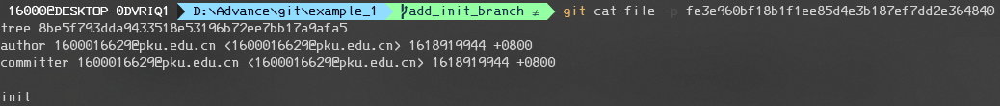 16000@DESKTOP-0DVRIQ1 D:\Advance\git\example_1 add_init_branch ≢ git cat-file -p fe3e960bf18b1f1ee85d4e3b187ef7dd2e364840
tree 8be5f793dda9433518e53196b72ee7bb17a9afa5
author 1600016629@pku.edu.cn <1600016629@pku.edu.cn> 1618919944 +0800
committer 1600016629@pku.edu.cn <1600016629@pku.edu.cn> 1618919944 +0800
init